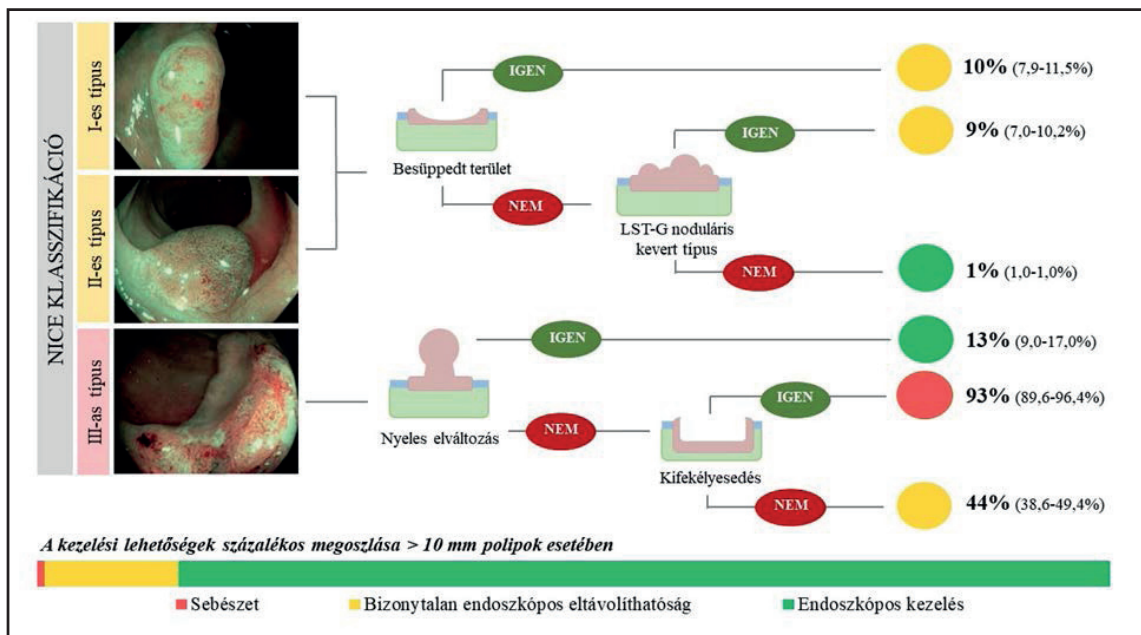 NICE KLASSZIFIKÁCIÓ
I-es típus
II-es típus
III-as típus
IGEN
10% (7,9-11,5%)
Besüppedt terület
IGEN
9% (7,0-10,2%)
NEM
LST-G noduláris
kevert típus
NEM
1% (1,0-1,0%)
IGEN
13% (9,0-17,0%)
Nyeles elváltozás
IGEN
93% (89,6-96,4%)
NEM
Kifekélyesedés
NEM
44% (38,6-49,4%)
A kezelési lehetőségek százalékos megoszlása > 10 mm polipok esetében
Sebészet
Bizonytalan endoszkópos eltávolíthatóság
Endoszkópos kezelés